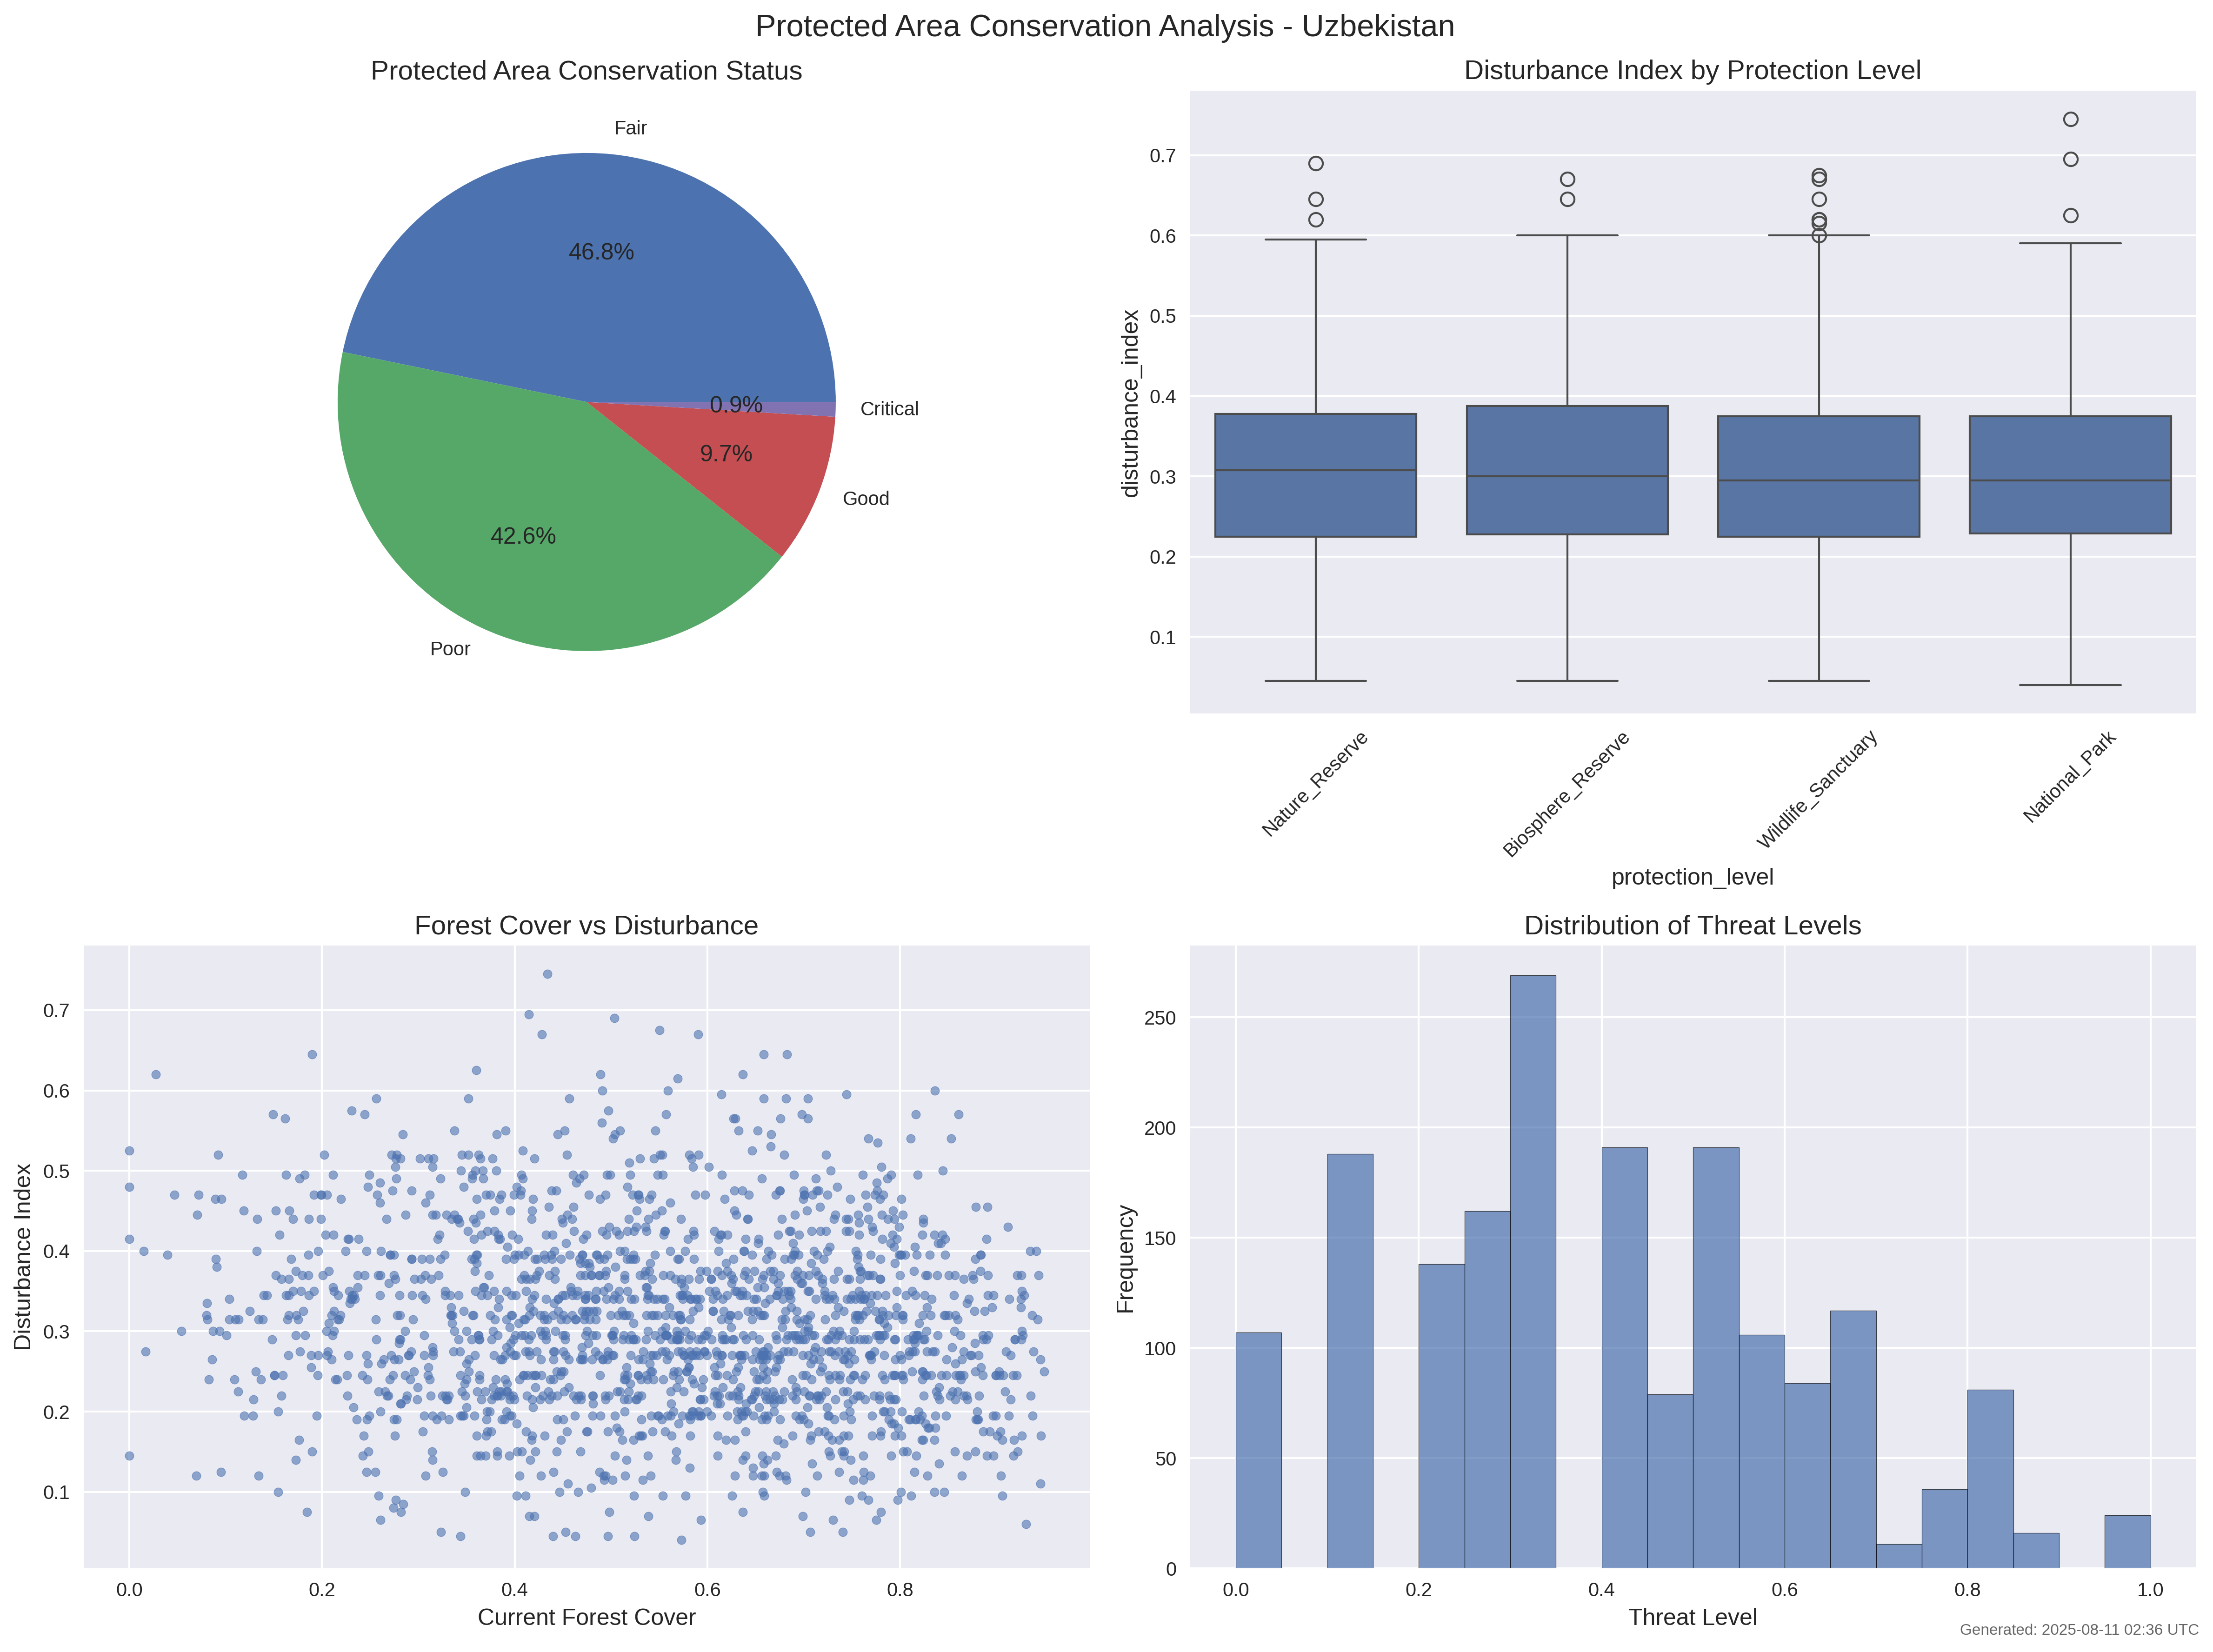 Protected Area Conservation Analysis - Uzbekistan
Protected Area Conservation Status
Fair
46.8%
0.9%
Critical
9.7%
Good
42.6%
Poor
Disturbance Index by Protection Level
disturbance_index
0.7
0.6
0.5
0.4
0.3
0.2
0.1
Nature_Reserve
Biosphere_Reserve
Wildlife_Sanctuary
National_Park
protection_level
Forest Cover vs Disturbance
Disturbance Index
0.7
0.6
0.5
0.4
0.3
0.2
0.1
0.0 0.2 0.4 0.6 0.8
Current Forest Cover
Distribution of Threat Levels
Frequency
250
200
150
100
50
0
0.0 0.2 0.4 0.6 0.8 1.0
Threat Level
Generated: 2025-08-11 02:36 UTC